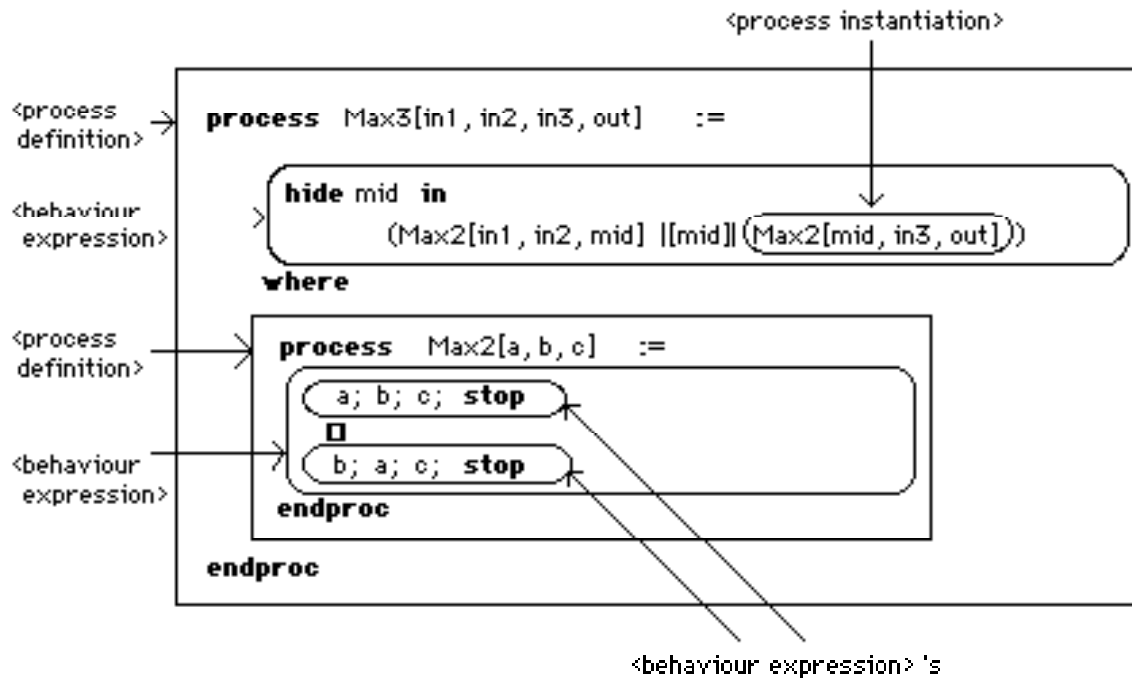 <process instantiation>
<process
definition>
process Max3[in1, in2, in3, out] :=
<behaviour
expression>
hide mid in
(Max2[in1, in2, mid] |[mid]| (Max2[mid, in3, out]))
where
<process
definition>
process Max2[a, b, c] :=
a; b; c; stop
[]
<behaviour
expression>
b; a; c; stop
endproc
endproc
<behaviour expression> 's